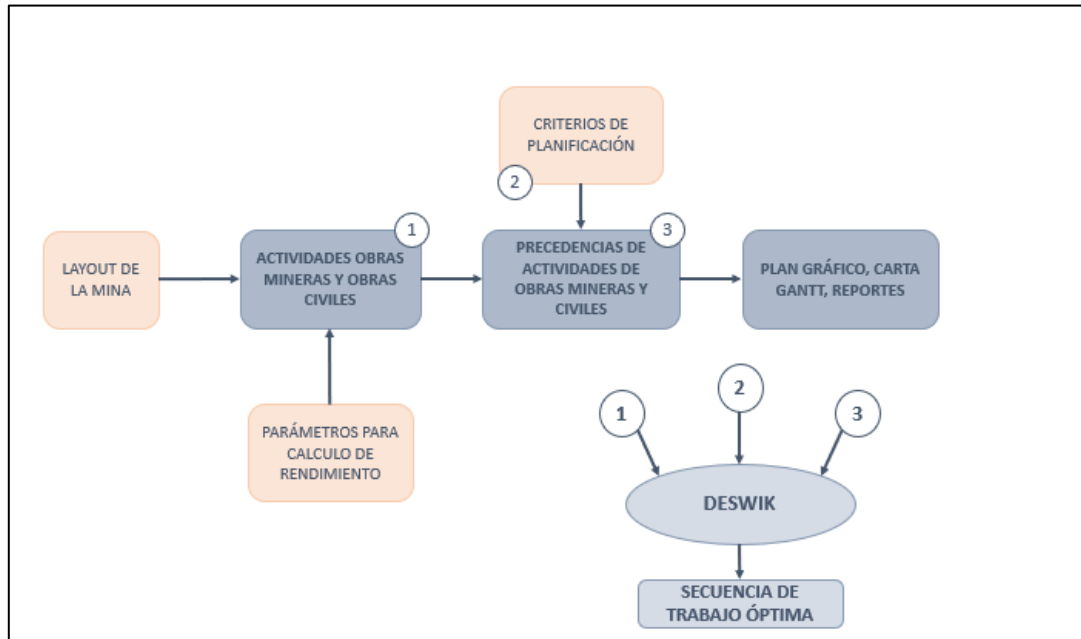 CRITERIOS DE
PLANIFICACIÓN
2
LAYOUT DE
LA MINA
1
ACTIVIDADES OBRAS
MINERAS Y OBRAS
CIVILES
3
PRECEDENCIAS DE
ACTIVIDADES DE
OBRAS MINERAS Y
CIVILES
PLAN GRÁFICO, CARTA
GANTT, REPORTES
PARÁMETROS PARA
CALCULO DE
RENDIMIENTO
1
2
3
DESWIK
SECUENCIA DE
TRABAJO ÓPTIMA